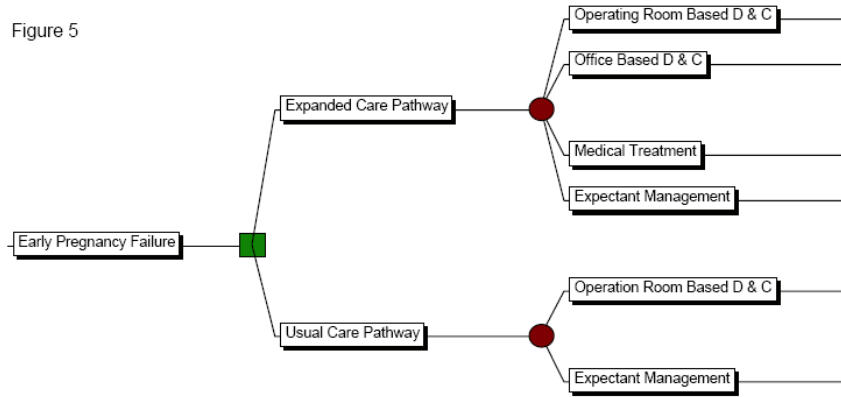 Figure 5
Operating Room Based D & C
Office Based D & C
Expanded Care Pathway
Medical Treatment
Expectant Management
Early Pregnancy Failure
Operation Room Based D & C
Usual Care Pathway
Expectant Management